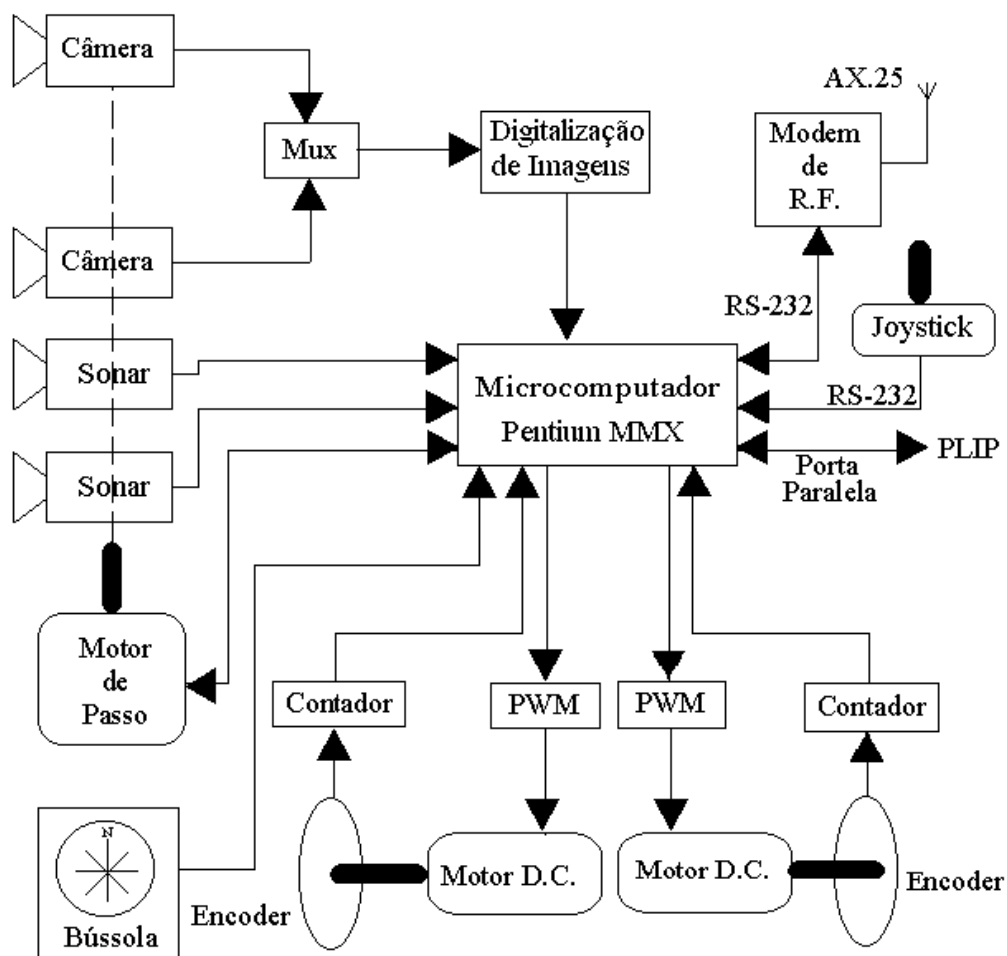 Câmera
AX.25
Mux
Digitalização
de Imagens
Modem
de
R.F.
Câmera
RS-232
Joystick
Sonar
Microcomputador
Pentium MMX
RS-232
Sonar
PLIP
Porta
Paralela
Motor
de
Passo
Contador
PWM
PWM
Contador
N
Motor D.C.
Motor D.C.
Encoder
Encoder
Bússola